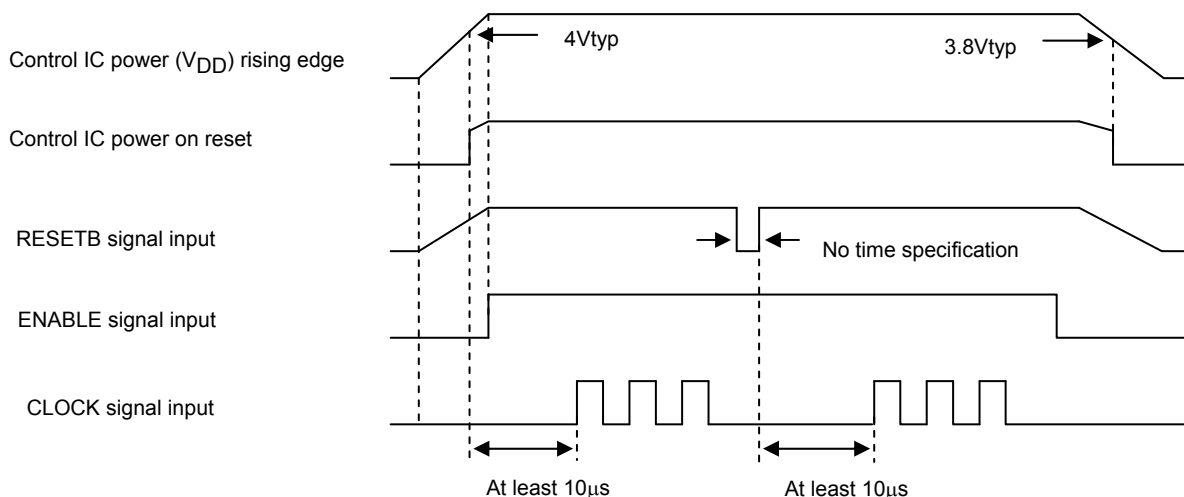 4Vtyp
3.8Vtyp
Control IC power (VDD) rising edge
Control IC power on reset
RESETB signal input
No time specification
ENABLE signal input
CLOCK signal input
At least 10μs
At least 10μs